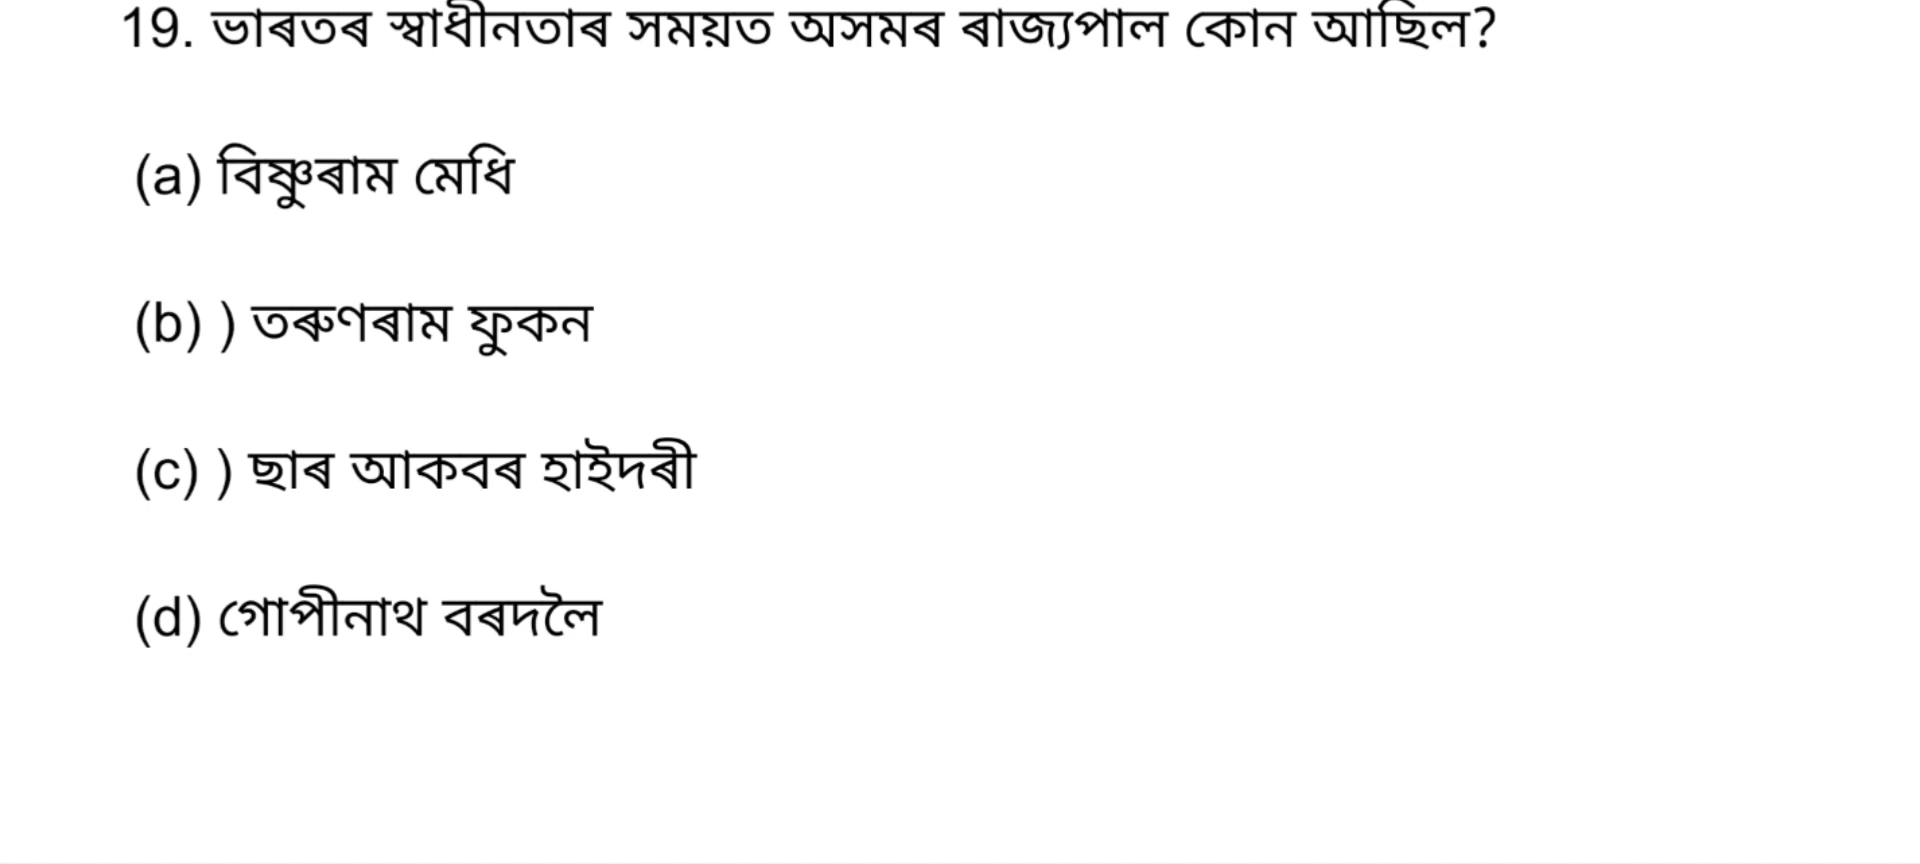 19. ভাৰতৰ স্বাধীনতাৰ সময়ত অসমৰ ৰাজ্যপাল কোন আছিল?
(a) বিষ্ণুৰাম মেধি
(b) ) তৰুণৰাম ফুকন
(c) ) ছাৰ আকবৰ হাইদৰী
(d) গোপীনাথ বৰদলৈ